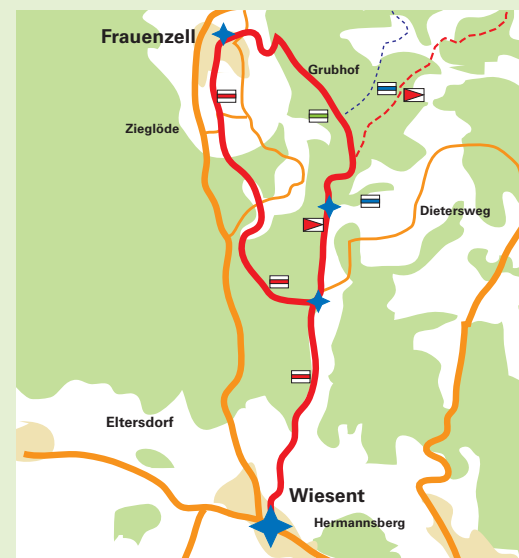 Frauenzell
Grubhof
Zieglöde
Dietersweg
Eltersdorf
Wiesent
Hermannsberg